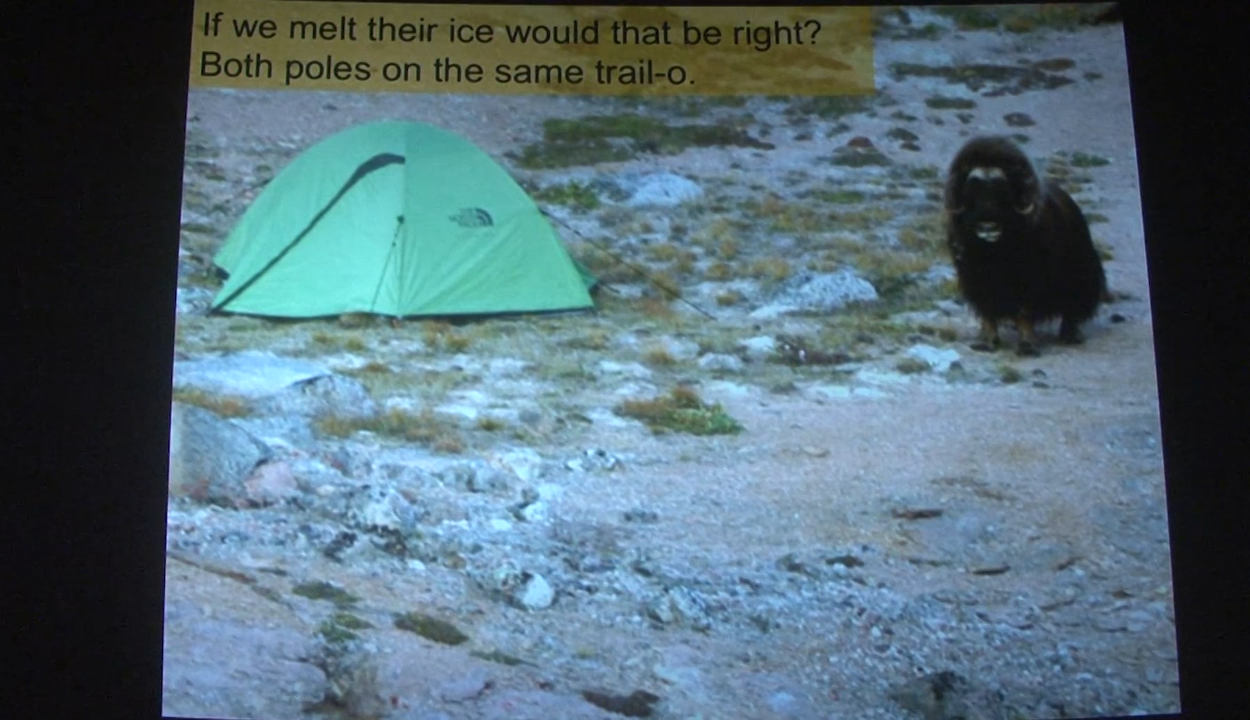 If we melt their ice would that be right?
Both poles on the same trail-o.